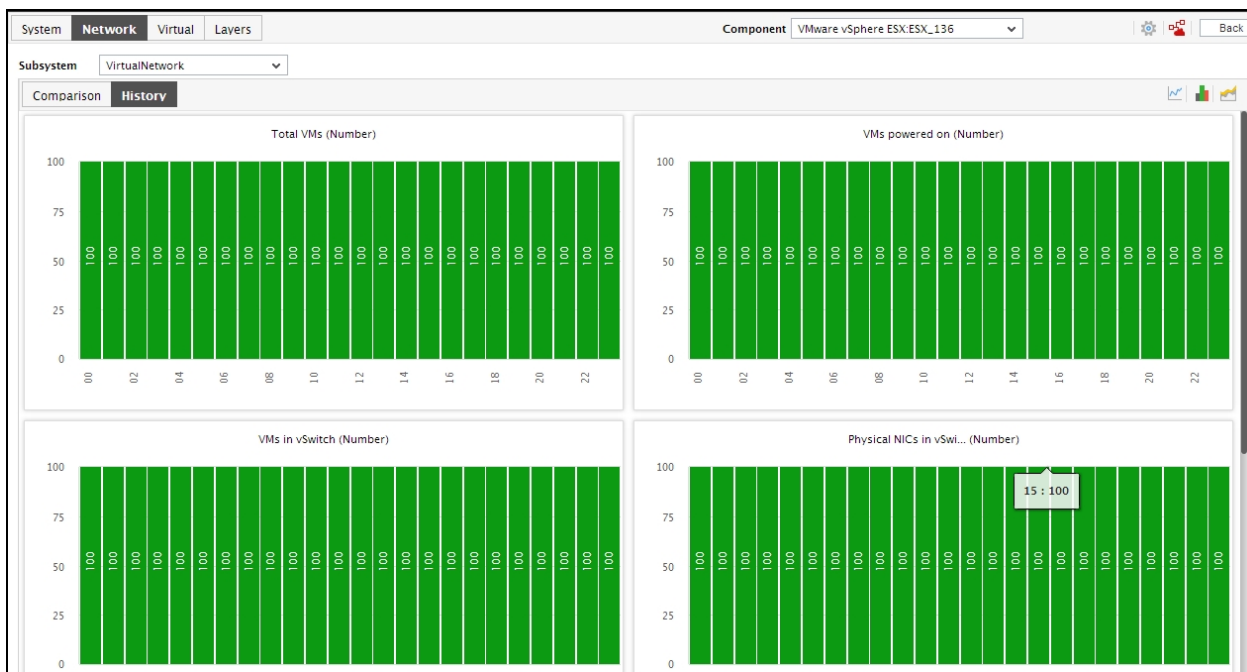 System Network Virtual Layers Component VMware vSphere ESX:ESX_136 Back
Subsystem VirtualNetwork
Comparison History
Total VMs (Number)
100
75
50
25
0
100 100 100 100 100 100 100 100 100 100 100 100 100 100 100 100 100 100 100 100 100 100 100 100
00 02 04 06 08 10 12 14 16 18 20 22
VMs powered on (Number)
100
75
50
25
0
100 100 100 100 100 100 100 100 100 100 100 100 100 100 100 100 100 100 100 100 100 100 100 100
00 02 04 06 08 10 12 14 16 18 20 22
VMs in vSwitch (Number)
100
75
50
25
0
100 100 100 100 100 100 100 100 100 100 100 100 100 100 100 100 100 100 100 100 100 100 100 100
Physical NICs in vSwi... (Number)
100
75
50
25
0
15 : 100
100 100 100 100 100 100 100 100 100 100 100 100 100 100 100 100 100 100 100 100 100 100 100 100